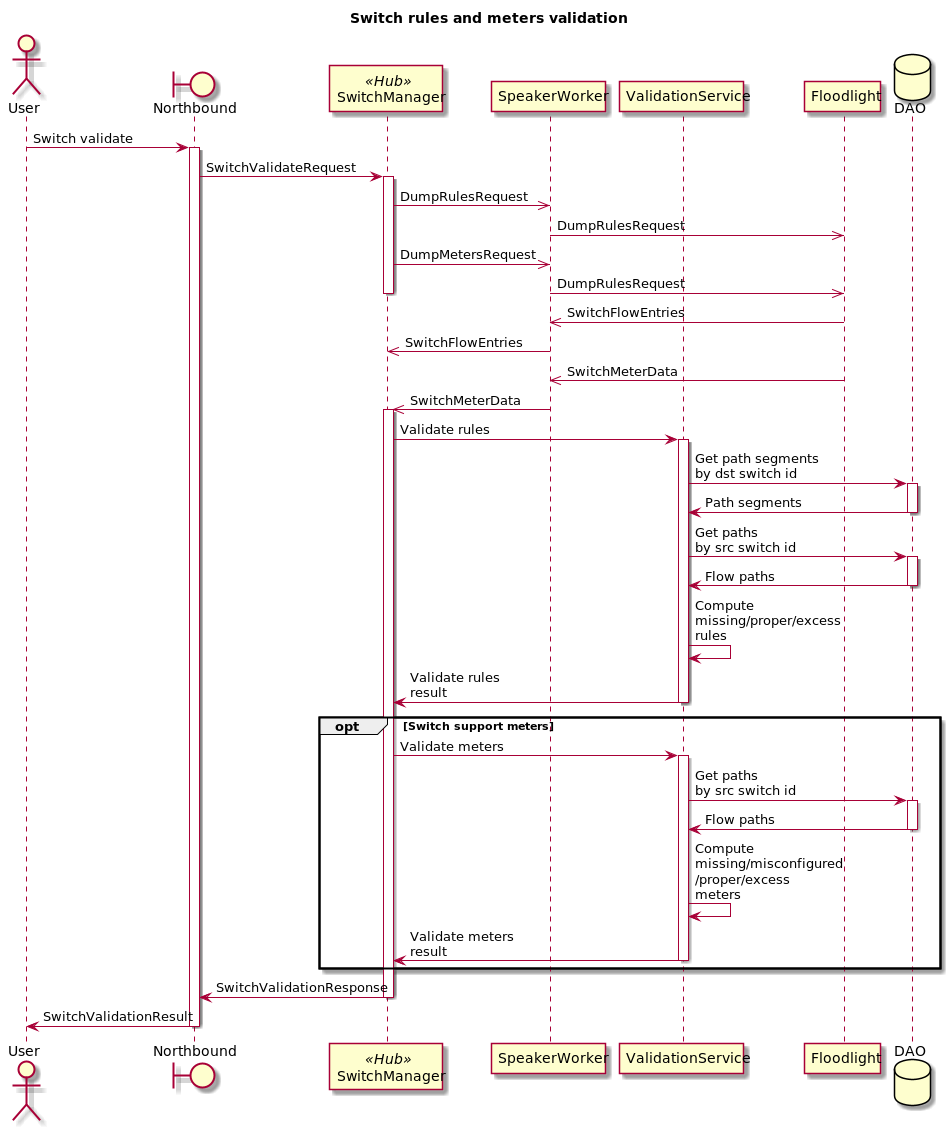 Switch rules and meters validation
User
Northbound
«Hub»
SwitchManager
SpeakerWorker
ValidationService
Floodlight
DAO
Switch validate
SwitchValidateRequest
DumpRulesRequest
DumpRulesRequest
DumpMetersRequest
DumpRulesRequest
SwitchFlowEntries
SwitchFlowEntries
SwitchMeterData
SwitchMeterData
Validate rules
Get path segments
by dst switch id
Path segments
Get paths
by src switch id
Flow paths
Compute
missing/proper/excess
rules
Validate rules
result
opt
[Switch support meters]
Validate meters
Get paths
by src switch id
Flow paths
Compute
missing/misconfigured
/proper/excess
meters
Validate meters
result
SwitchValidationResponse
SwitchValidationResult
User
Northbound
«Hub»
SwitchManager
SpeakerWorker
ValidationService
Floodlight
DAO